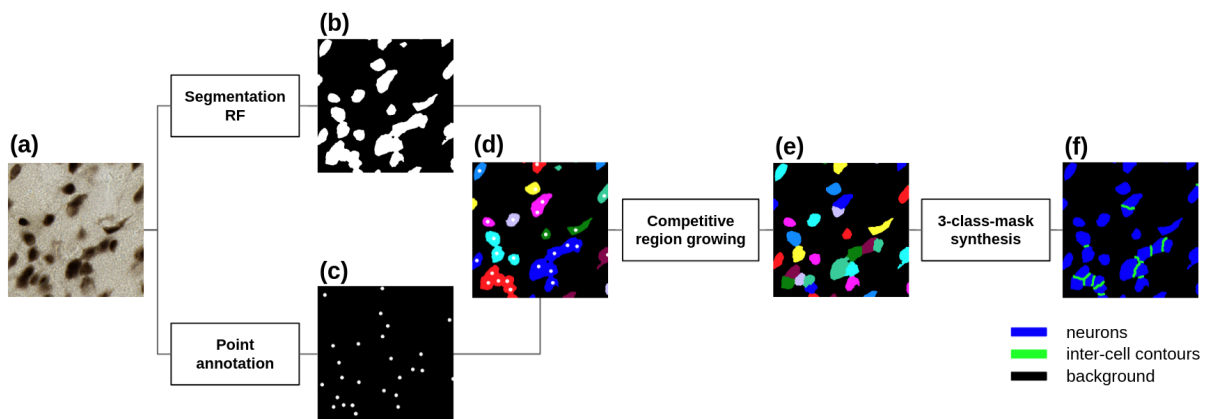 (b)
Segmentation
RF
(a)
(d)
(e)
(f)
Competitive
region growing
3-class-mask
synthesis
(c)
Point
annotation
neurons
inter-cell contours
background